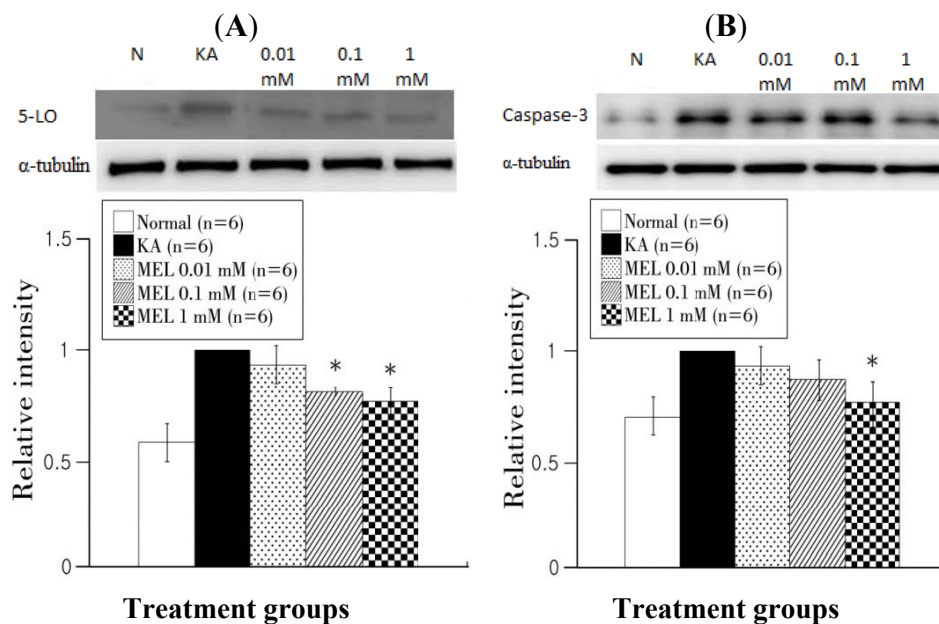 (A)
N KA 0.01 mM 0.1 mM 1 mM
5-LO
α-tubulin
Normal (n=6)
KA (n=6)
MEL 0.01 mM (n=6)
MEL 0.1 mM (n=6)
MEL 1 mM (n=6)
1.5
1
0.5
0
Relative intensity
* *
Treatment groups
(B)
N KA 0.01 mM 0.1 mM 1 mM
Caspase-3
α-tubulin
Normal (n=6)
KA (n=6)
MEL 0.01 mM (n=6)
MEL 0.1 mM (n=6)
MEL 1 mM (n=6)
1.5
1
0.5
0
Relative intensity
*
Treatment groups